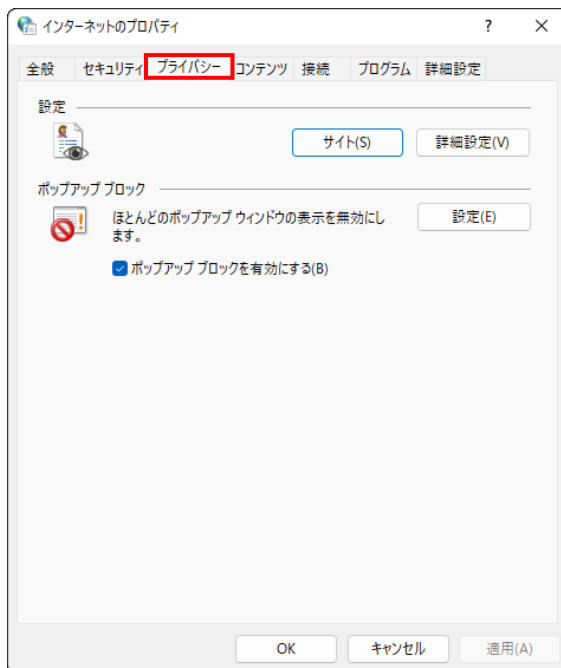 インターネットのプロパティ ?
全般 セキュリティ プライバシー コンテンツ 接続 プログラム 詳細設定
設定
サイト(S) 詳細設定(V)
ポップアップ ブロック
ほとんどのポップアップ ウィンドウの表示を無効にし
ます。
設定(E)
ポップアップ ブロックを有効にする(B)
OK キャンセル 適用(A)